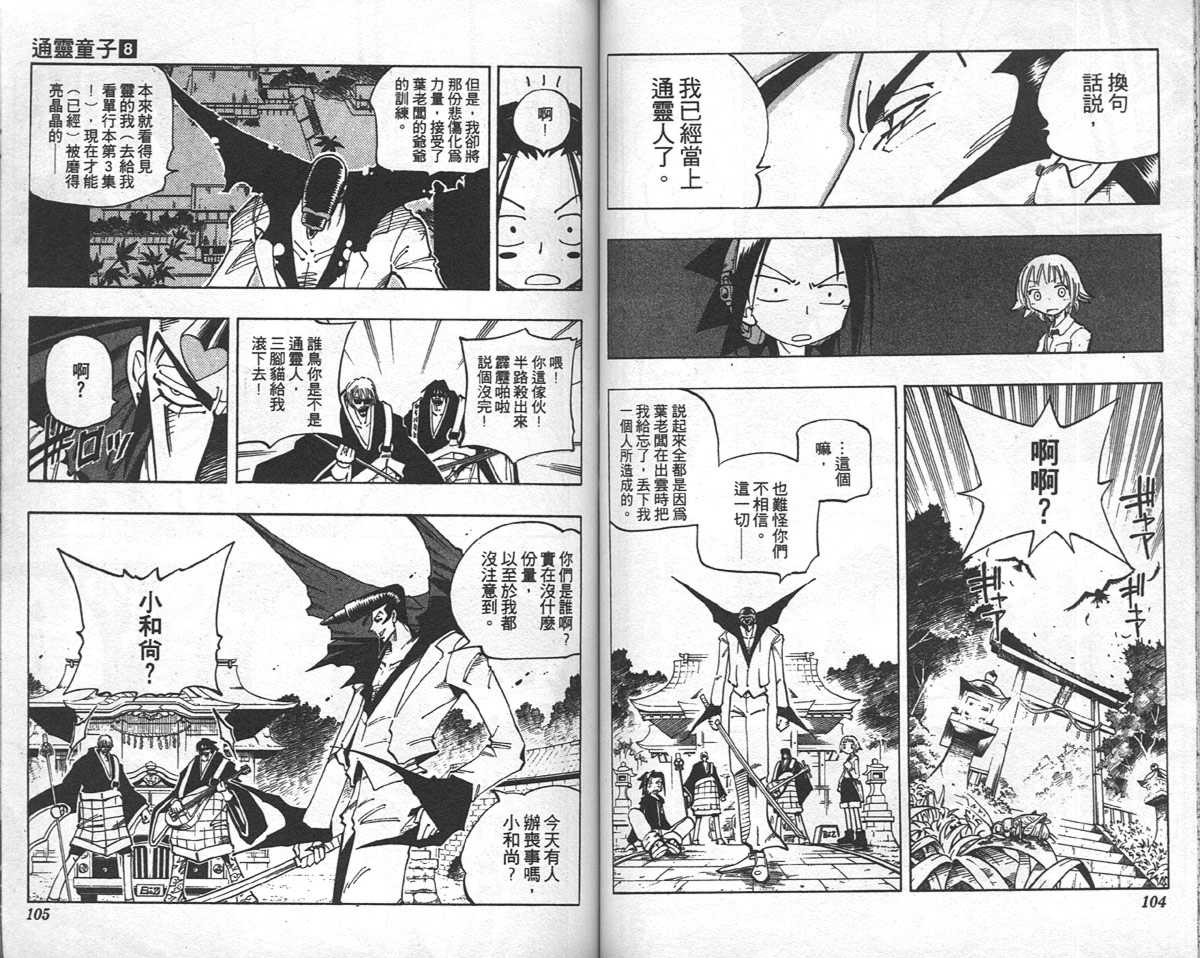 換句
話說，
我已經當上
通靈人了。
啊
啊？
ギャアア
ギャア
ギャア
…這個
嘛，
也難怪你們
不相信。
這一切——
説起來全都是因爲
葉老闆在出雲時把
我給忘了，丟下我
一個人所造成的。
BoZ
104
通靈童子8
啊！
但是，我卻將
那份悲傷化爲
力量，接受了
葉老闆的爺爺
的訓練。
本來就看得見
靈的我（去給我
看單行本第3集
！），現在才能
（已經）被磨得
亮晶晶的——
喂！
你這傢伙！
半路殺出來
霹靂啪啦
説個沒完！
誰鳥你是不是
通靈人，
三腳貓給我
滾下去！
啊？
ギロッ
你們是誰啊？
實在沒什麼
份量，
以至於我都
沒注意到。
小和尚？
今天有人
辦喪事嗎，
小和尚？
BoZ
105